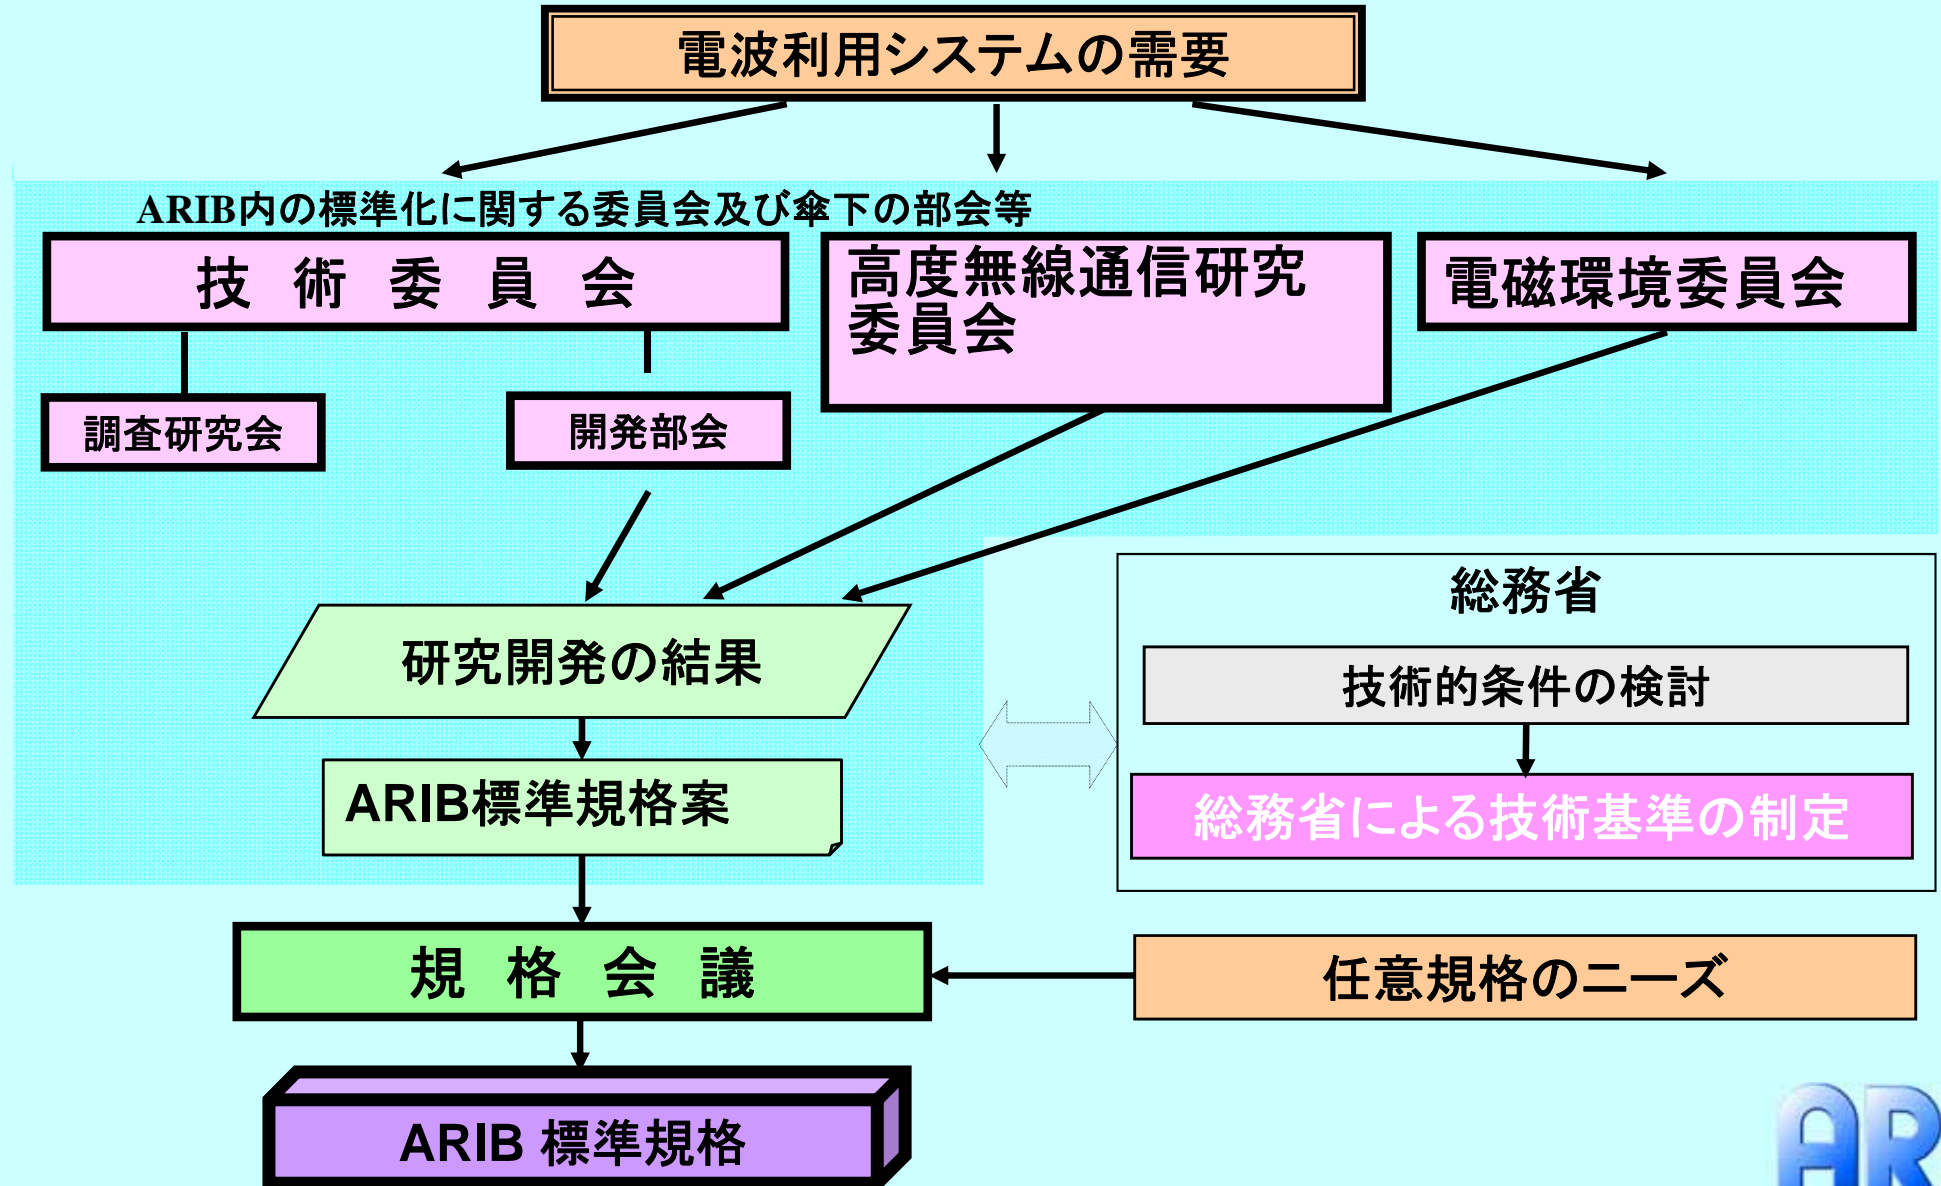 電波利用システムの需要
ARIB内の標準化に関する委員会及び傘下の部会等
技 術 委 員 会
高度無線通信研究
委員会
電磁環境委員会
調査研究会
開発部会
研究開発の結果
ARIB標準規格案
総務省
技術的条件の検討
総務省による技術基準の制定
規 格 会 議
任意規格のニーズ
ARIB 標準規格
AR